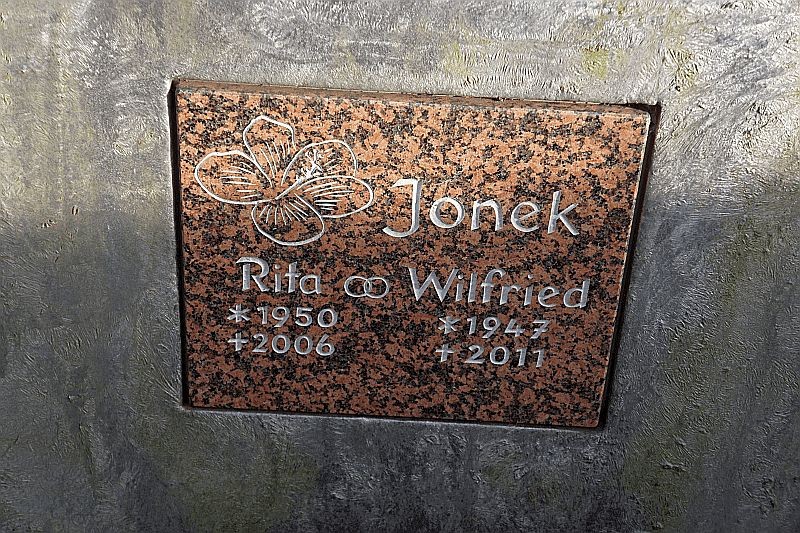 Jonek
Rita ⚭ Wilfried
*1950 *1947
+2006 +2011